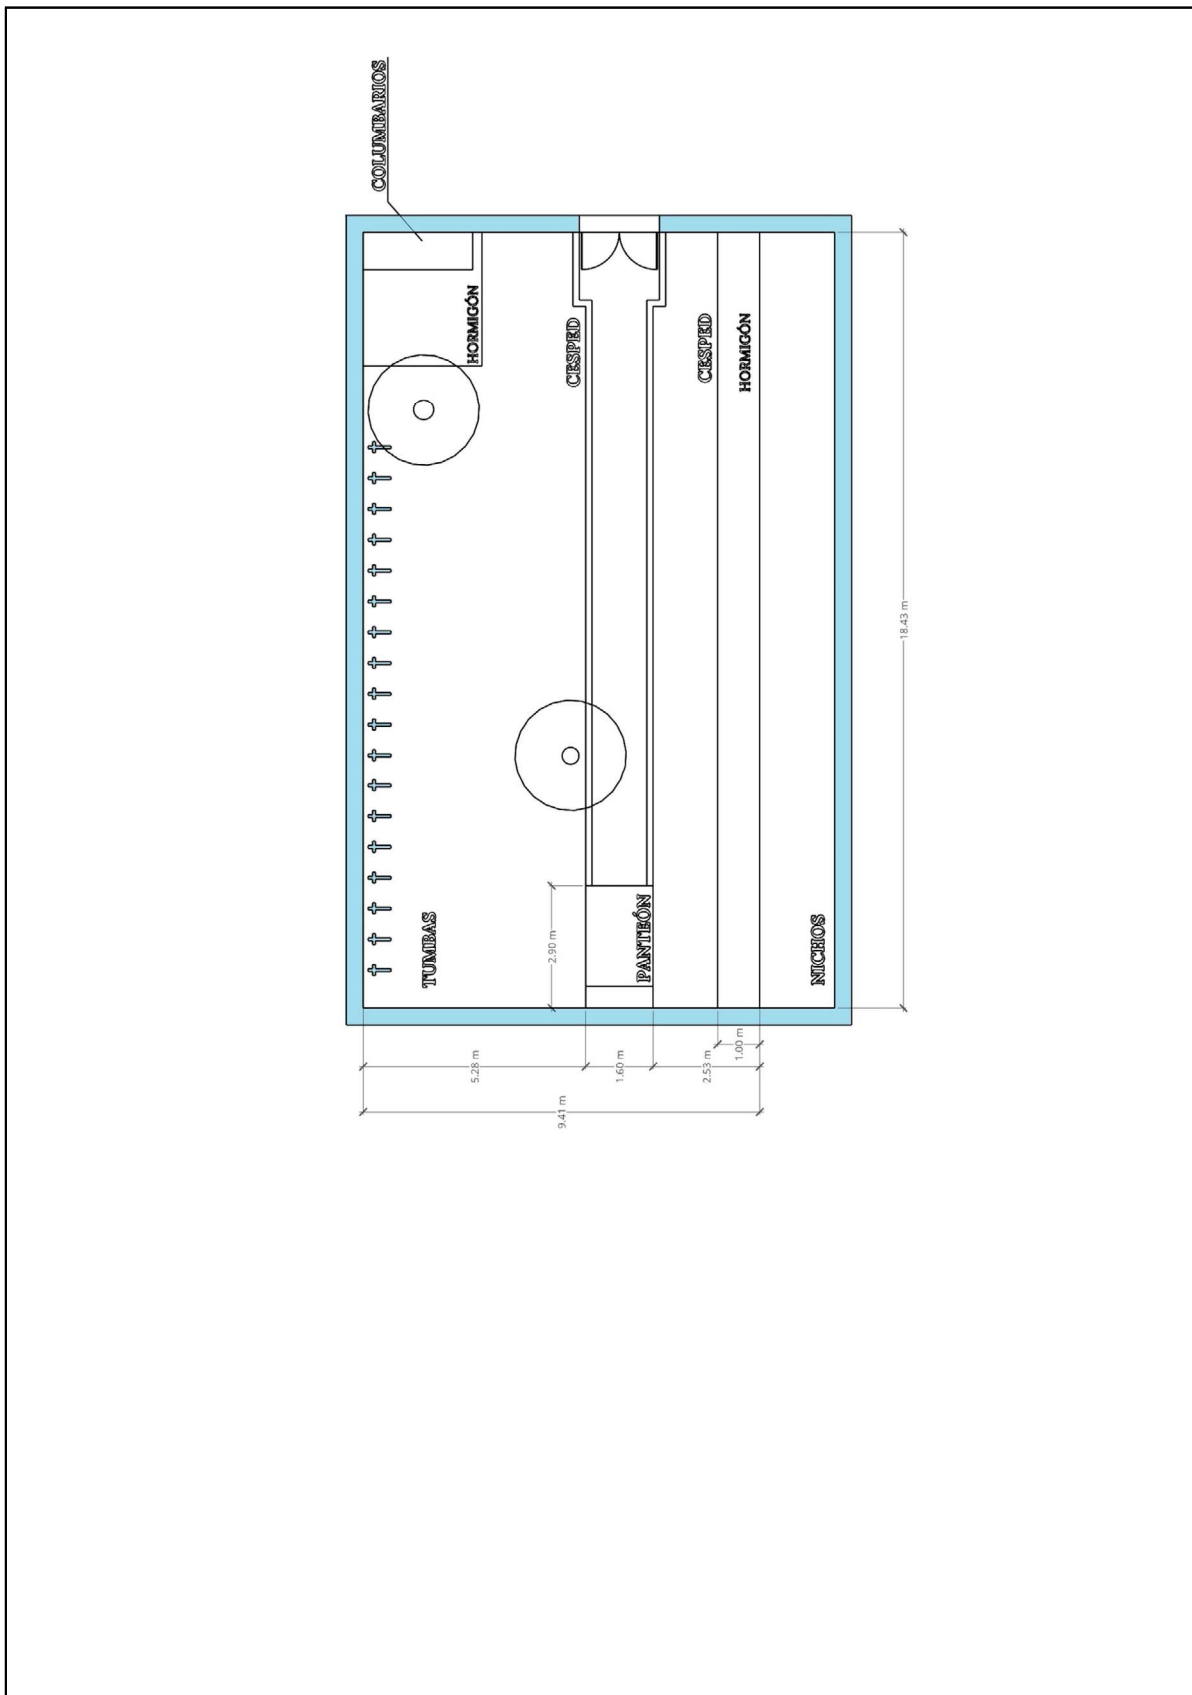 COLUMBARIOS
HORMIGÓN
CESPED
CESPED
HORMIGÓN
TUMBAS
PANTEÓN
NICHOS
2.90 m
18.43 m
5.28 m
1.60 m
2.53 m
1.00 m
9.41 m